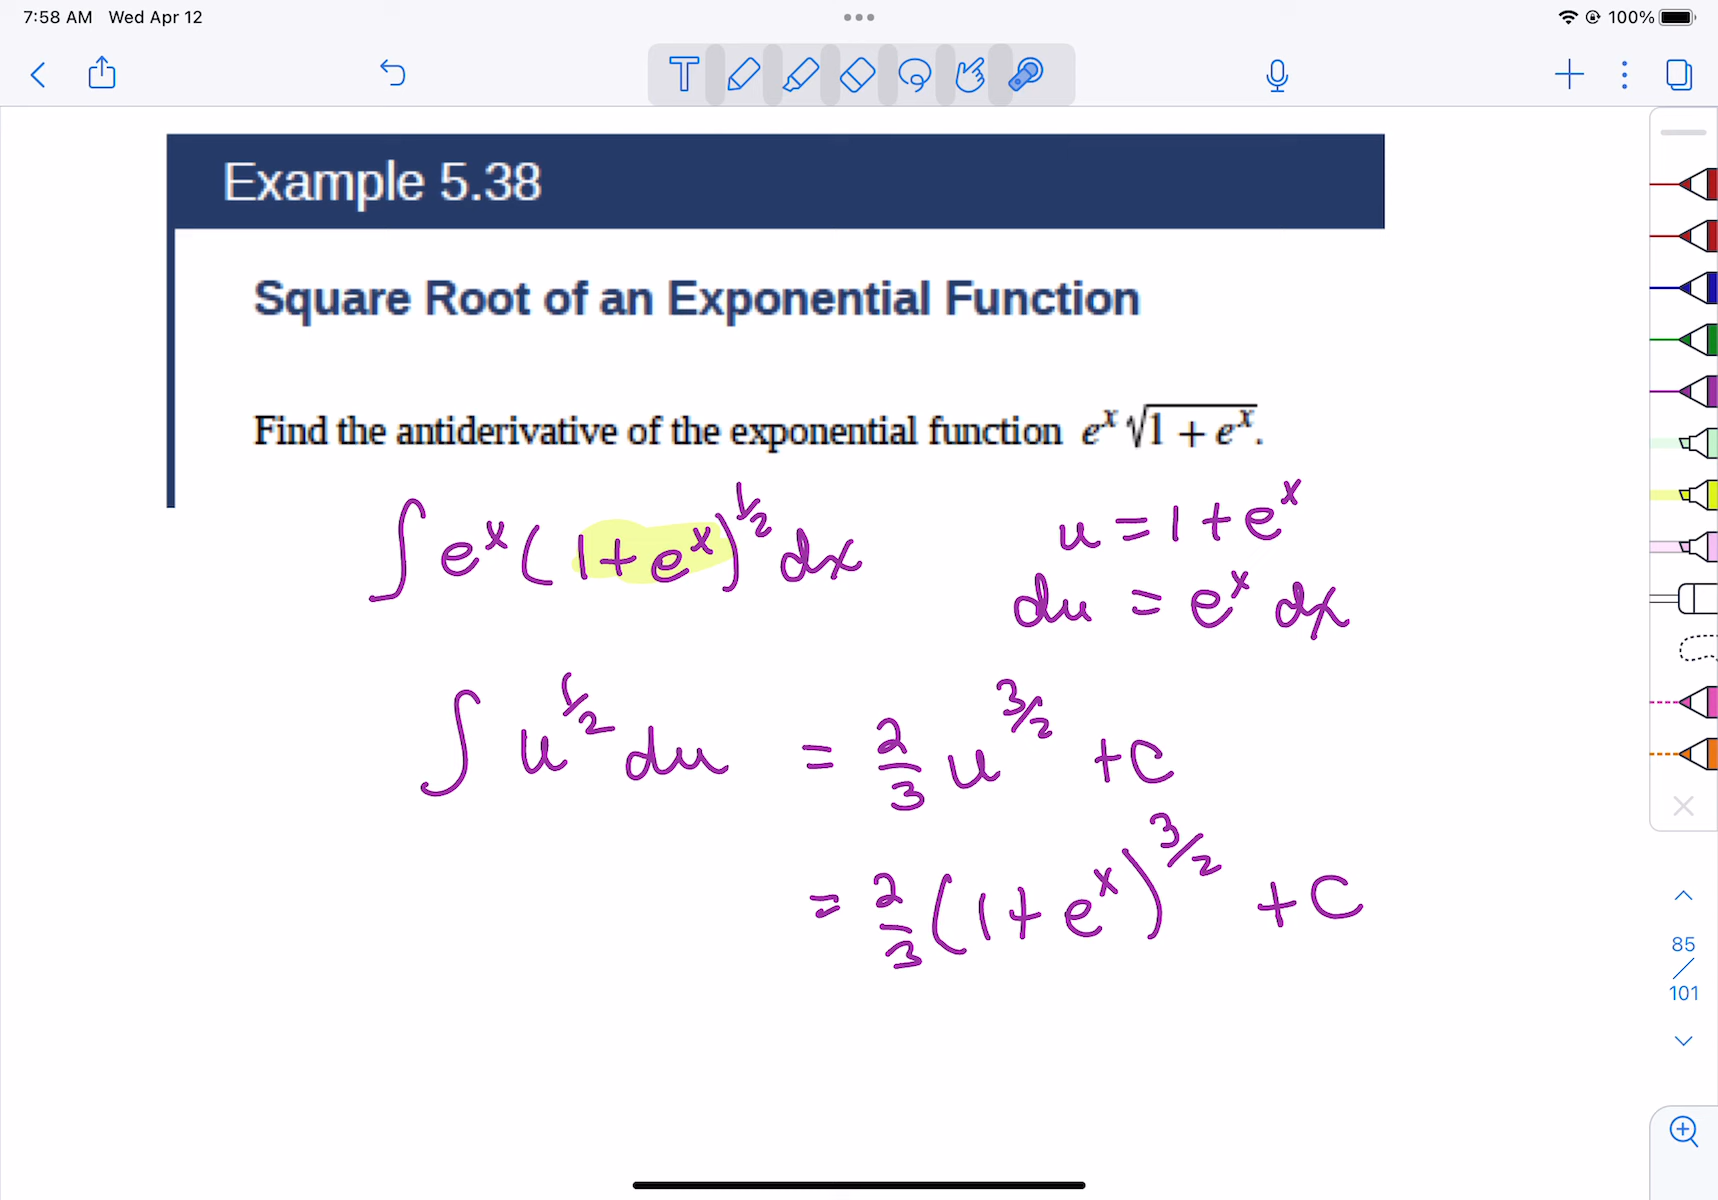 7:58 AM Wed Apr 12
100%
T
Example 5.38
Square Root of an Exponential Function
Find the antiderivative of the exponential function e^x √(1 + e^x).
∫ e^x (1 + e^x)^(1/2) dx
u = 1 + e^x
du = e^x dx
∫ u^(1/2) du = 2/3 u^(3/2) + C
= 2/3 (1 + e^x)^(3/2) + C
85
/
101